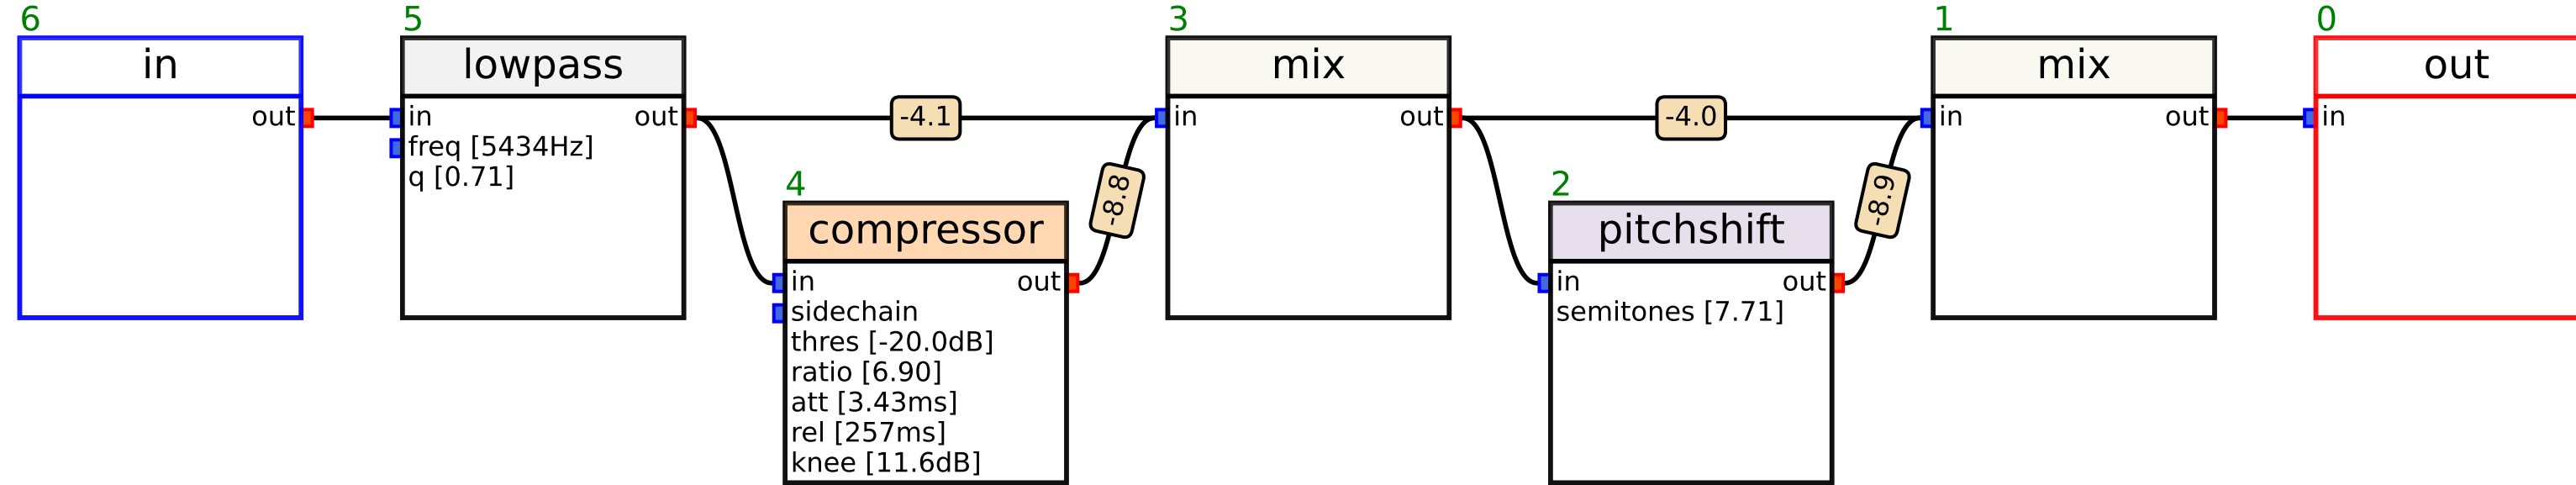 6
in
out
5
lowpass
in
out
freq [5434Hz]
q [0.71]
-4.1
4
compressor
in
out
sidechain
thres [-20.0dB]
ratio [6.90]
att [3.43ms]
rel [257ms]
knee [11.6dB]
-8.8
3
mix
in
out
-4.0
2
pitchshift
in
out
semitones [7.71]
-8.9
1
mix
in
out
0
out
in